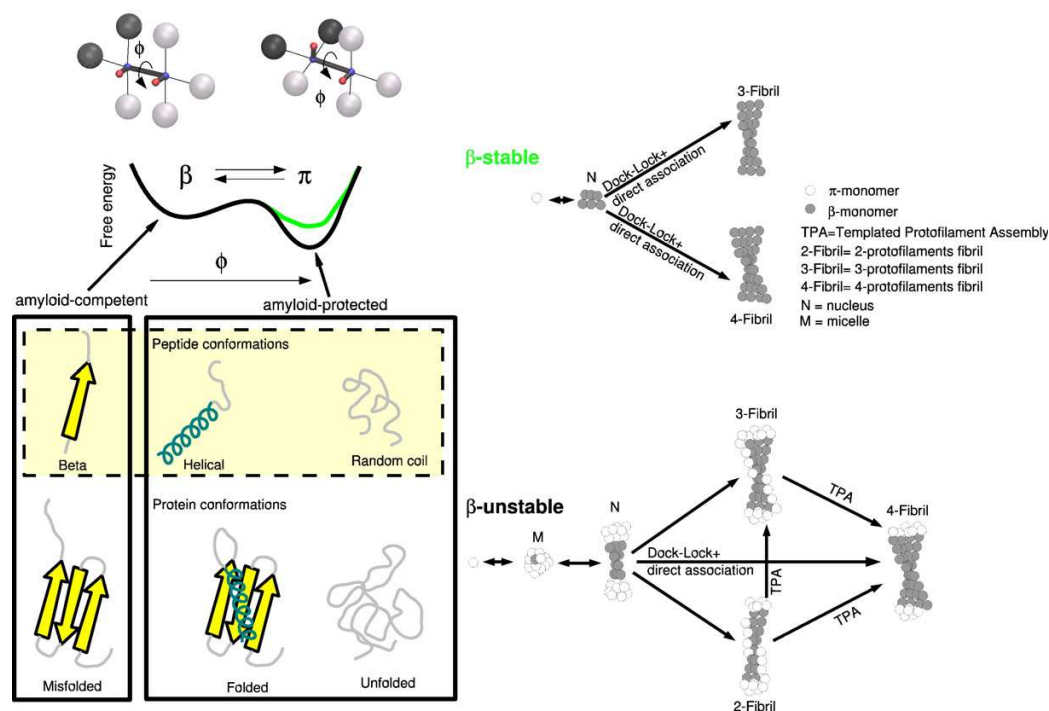 ϕ
ϕ
Free energy
β
π
ϕ
amyloid-competent
amyloid-protected
Peptide conformations
Beta
Helical
Random coil
Protein conformations
Misfolded
Folded
Unfolded
β-stable
N
Dock-Lock+
direct association
Dock-Lock+
direct association
3-Fibril
4-Fibril
π-monomer
β-monomer
TPA=Templated Protofilament Assembly
2-Fibril= 2-protofilaments fibril
3-Fibril= 3-protofilaments fibril
4-Fibril= 4-protofilaments fibril
N = nucleus
M = micelle
β-unstable
M
N
3-Fibril
TPA
4-Fibril
Dock-Lock+
direct association
TPA
TPA
2-Fibril